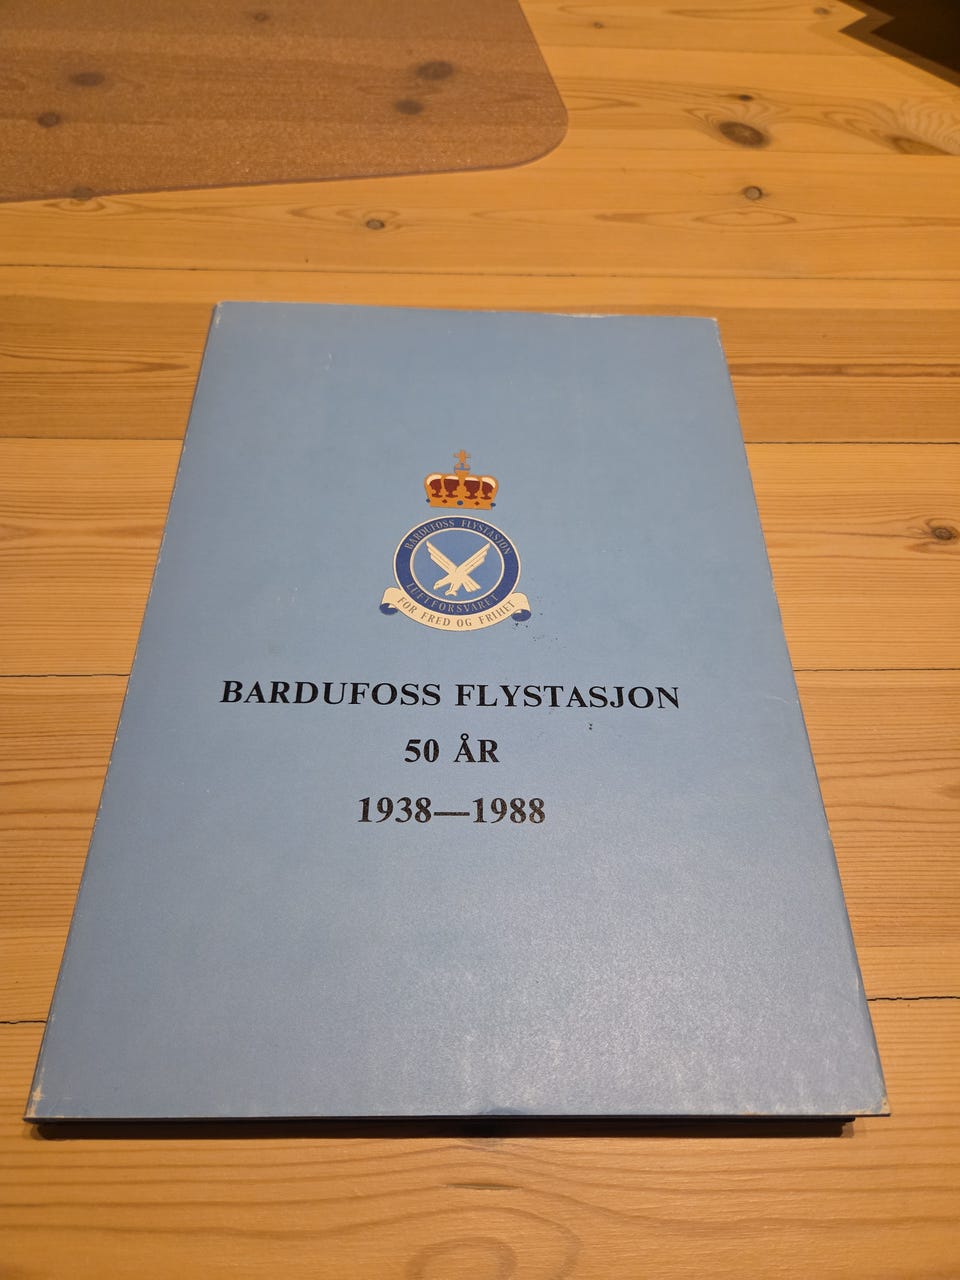 BARDUFOSS FLYSTASJON
LUFTFORSVARET
FOR FRED OG FRIHET
BARDUFOSS FLYSTASJON
50 ÅR
1938—1988